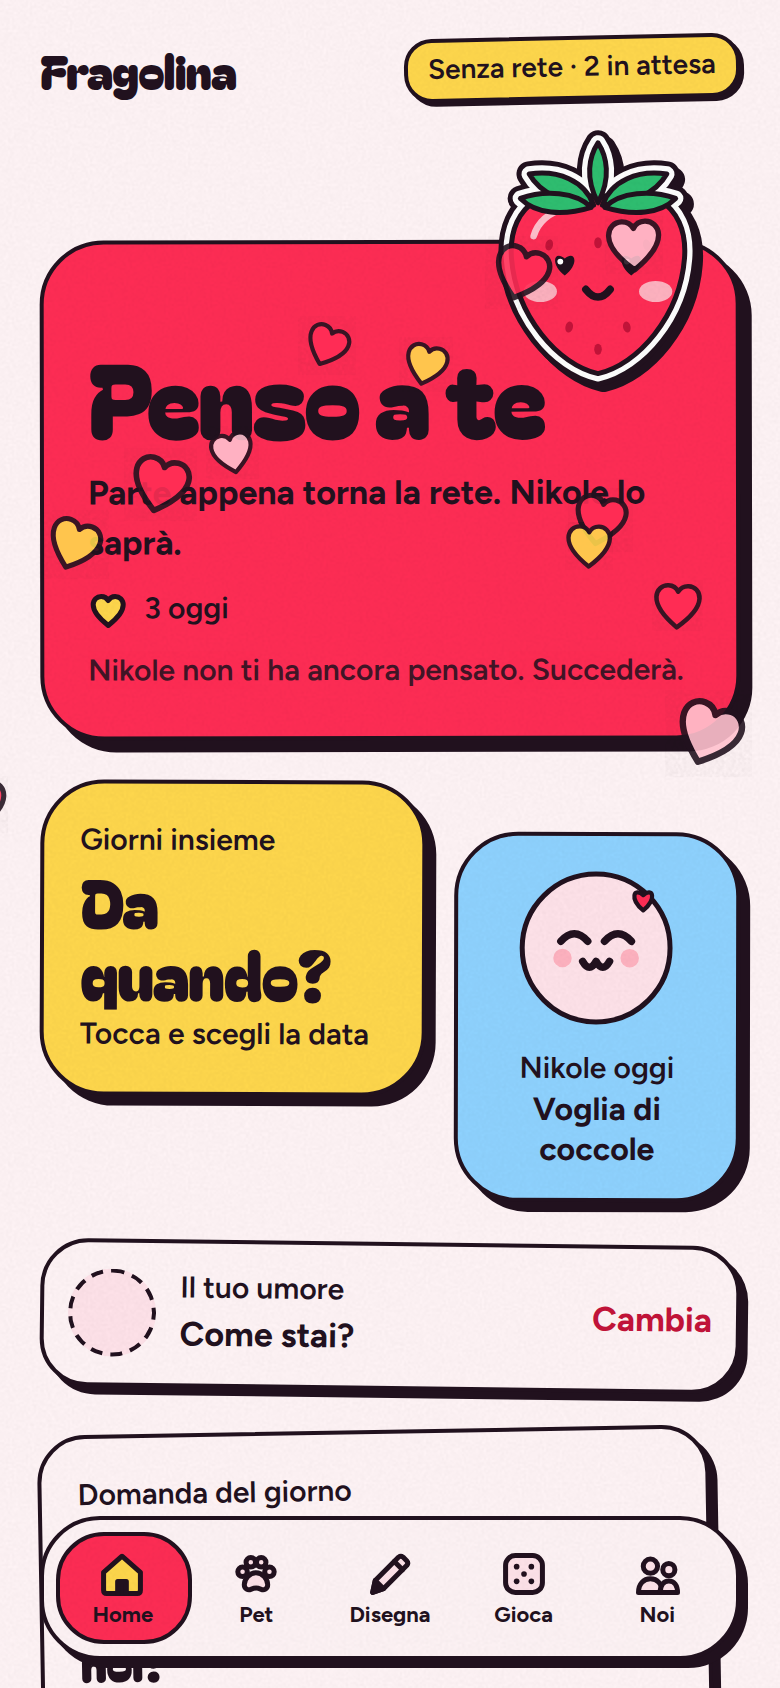 Fragolina
Senza rete · 2 in attesa
Penso a te
Parte appena torna la rete. Nikole lo
saprà.
3 oggi
Nikole non ti ha ancora pensato. Succederà.
Giorni insieme
Da
quando?
Tocca e scegli la data
Nikole oggi
Voglia di
coccole
Il tuo umore
Come stai?
Cambia
Domanda del giorno
Home
Pet
Disegna
Gioca
Noi